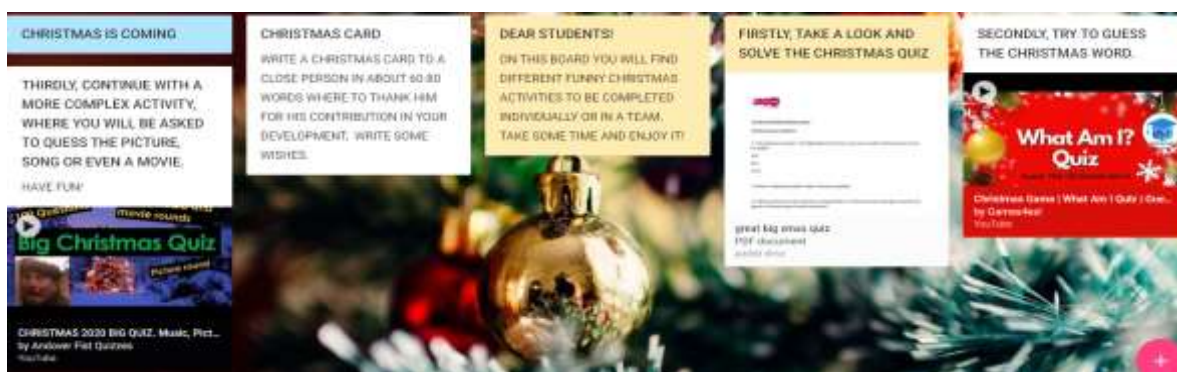 CHRISTMAS IS COMING
THIRDLY, CONTINUE WITH A
MORE COMPLEX ACTIVITY,
WHERE YOU WILL BE ASKED
TO QUESS THE PICTURE,
SONG OR EVEN A MOVIE.
HAVE FUN!
movie rounds
Big Christmas Quiz
Picture round
CHRISTMAS 2020 BIG QUIZ. Music, Pict...
by Andover Fist Quizzes
YouTube
CHRISTMAS CARD
WRITE A CHRISTMAS CARD TO A
CLOSE PERSON IN ABOUT 60-80
WORDS WHERE TO THANK HIM
FOR HIS CONTRIBUTION IN YOUR
DEVELOPMENT. WRITE SOME
WISHES.
DEAR STUDENTS!
ON THIS BOARD YOU WILL FIND
DIFFERENT FUNNY CHRISTMAS
ACTIVITIES TO BE COMPLETED
INDIVIDUALLY OR IN A TEAM.
TAKE SOME TIME AND ENJOY IT!
FIRSTLY, TAKE A LOOK AND
SOLVE THE CHRISTMAS QUIZ
great big xmas quiz
PDF document
padlet drive
SECONDLY, TRY TO GUESS
THE CHRISTMAS WORD.
What Am I?
Quiz
Christmas Game | What Am I Quiz | Gue...
by Games4esl
YouTube